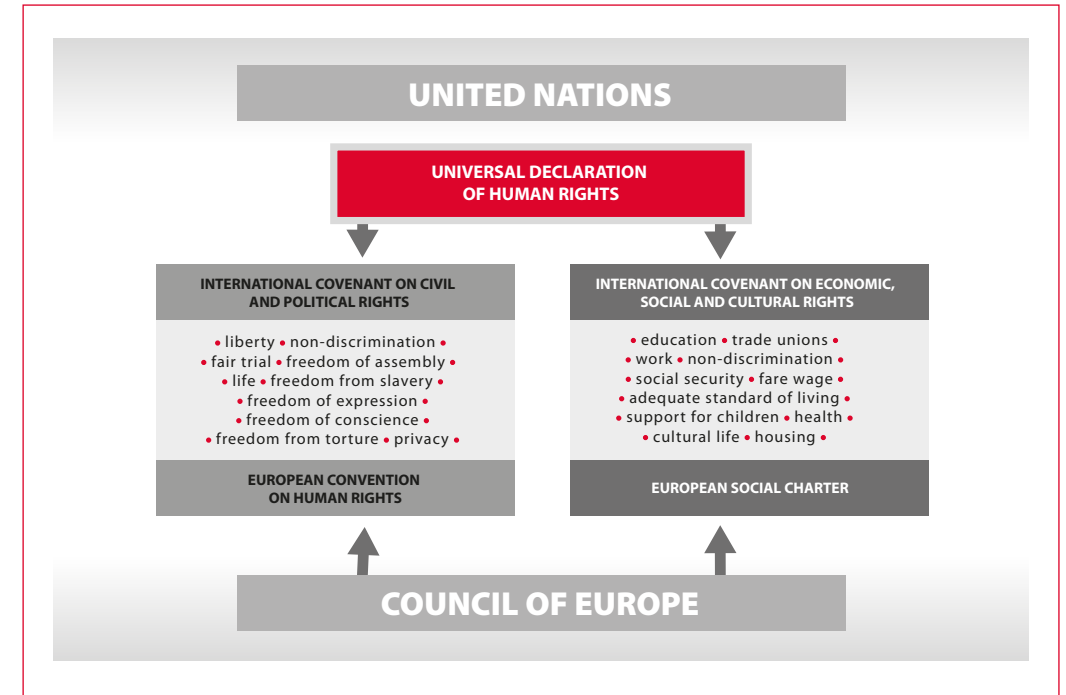 UNITED NATIONS
UNIVERSAL DECLARATION
OF HUMAN RIGHTS
INTERNATIONAL COVENANT ON CIVIL
AND POLITICAL RIGHTS
• liberty • non-discrimination •
• fair trial • freedom of assembly •
• life • freedom from slavery •
• freedom of expression •
• freedom of conscience •
• freedom from torture • privacy •
EUROPEAN CONVENTION
ON HUMAN RIGHTS
INTERNATIONAL COVENANT ON ECONOMIC,
SOCIAL AND CULTURAL RIGHTS
• education • trade unions •
• work • non-discrimination •
• social security • fare wage •
• adequate standard of living •
• support for children • health •
• cultural life • housing •
EUROPEAN SOCIAL CHARTER
COUNCIL OF EUROPE